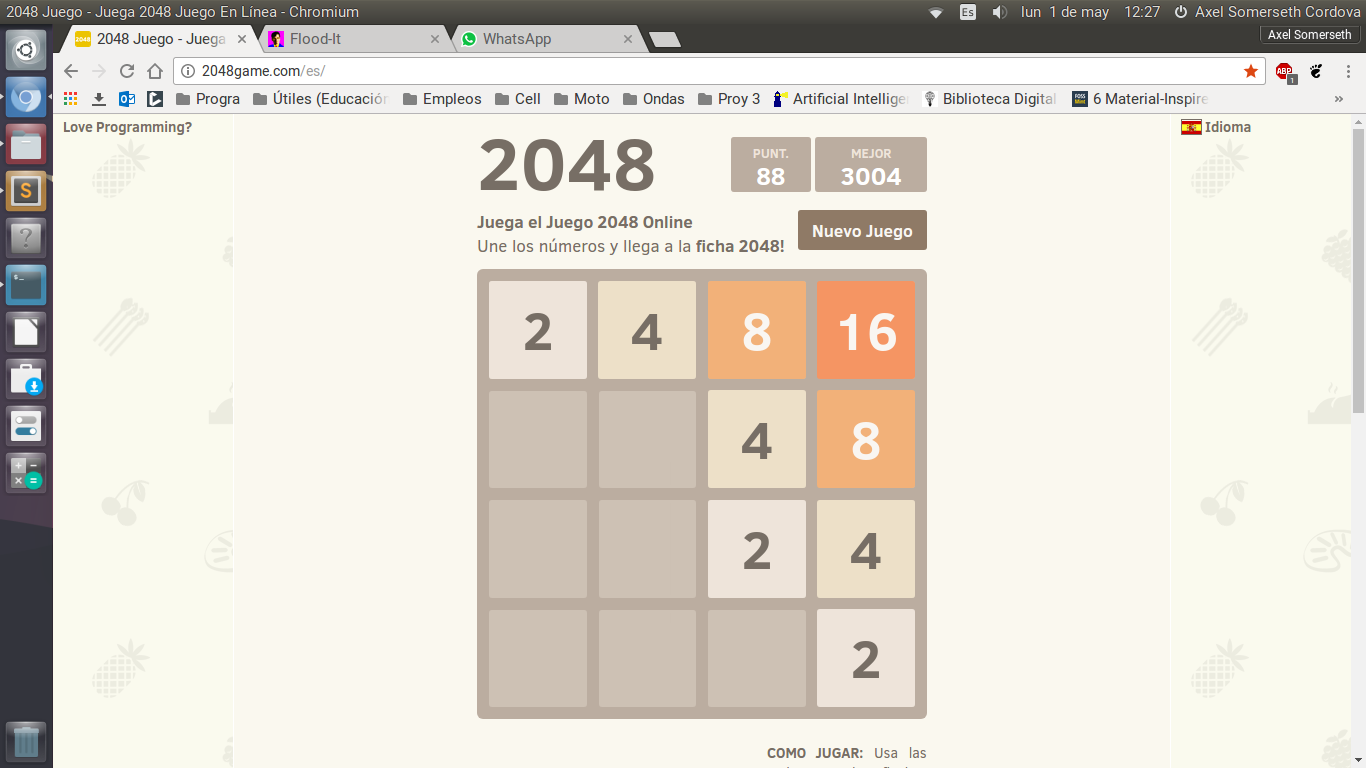 2048 Juego - Juega 2048 Juego En Línea - Chromium
Es
lun 1 de may
12:27
Axel Somerseth Cordova
2048 Juego - Juega
Flood-It
WhatsApp
Axel Somerseth
2048game.com/es/
ABP
1
Progra
Útiles (Educación
Empleos
Cell
Moto
Ondas
Proy 3
Artificial Intellige
Biblioteca Digital
6 Material-Inspire
»
Love Programming?
Idioma
2048
PUNT.
88
MEJOR
3004
Juega el Juego 2048 Online
Une los números y llega a la ficha 2048!
Nuevo Juego
2 4 8 16
4 8
2 4
2
COMO JUGAR: Usa las